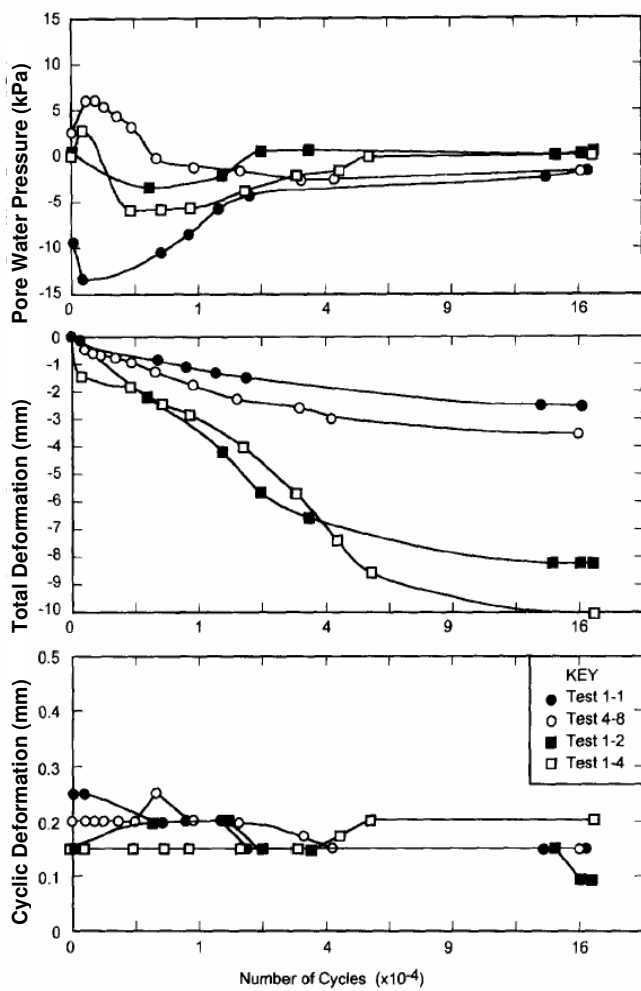 Pore Water Pressure (kPa)
15
10
5
0
-5
-10
-15
0 1 4 9 16
Total Deformation (mm)
0
-1
-2
-3
-4
-5
-6
-7
-8
-9
-10
0 1 4 9 16
Cyclic Deformation (mm)
0.5
0.4
0.3
0.2
0.1
0
KEY
Test 1-1
Test 4-8
Test 1-2
Test 1-4
0 1 4 9 16
Number of Cycles (x10-4)